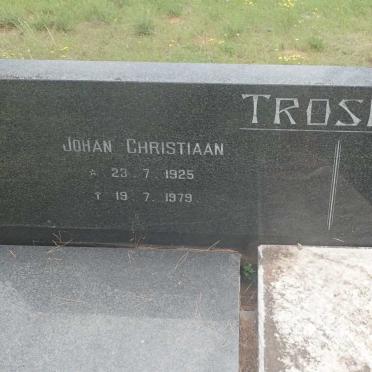 TROS
JOHAN CHRISTIAAN
* 23.7.1925
† 19.7.1979